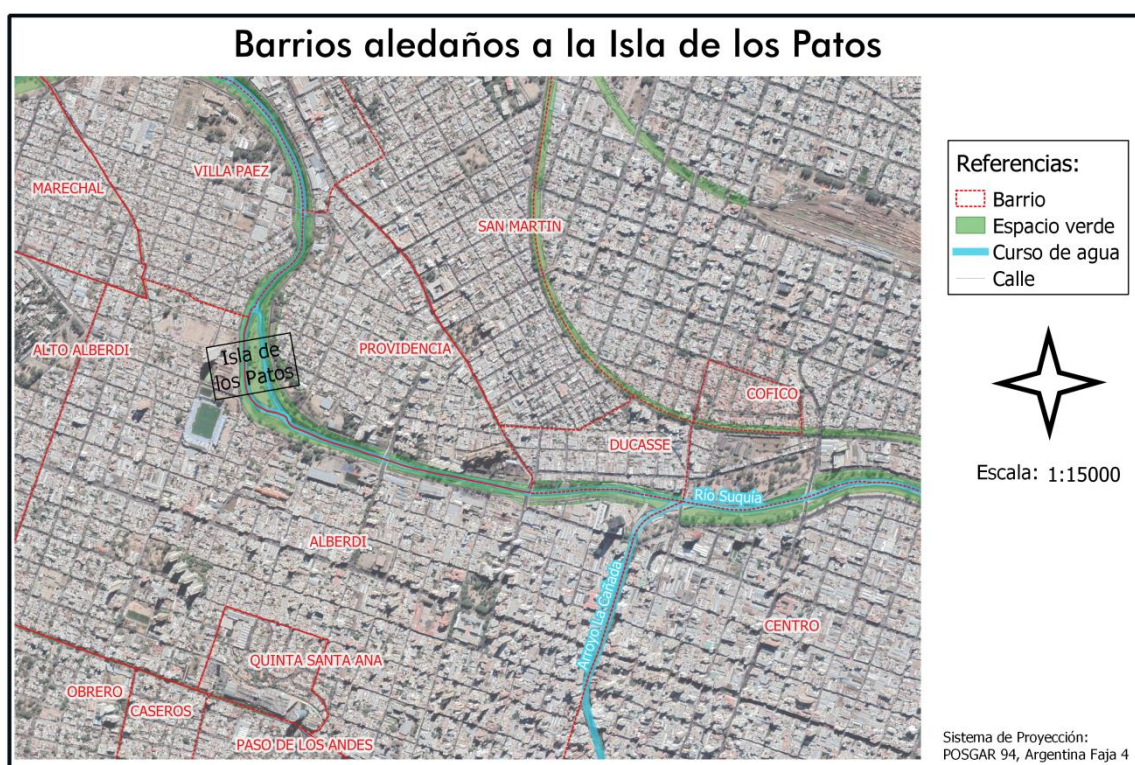 Barrios aledaños a la Isla de los Patos
VILLA PAEZ
MARECHAL
SAN MARTIN
ALTO ALBERDI
Isla de
los Patos
PROVIDENCIA
COFICO
DUCASSE
Río Suquía
ALBERDI
Arroyo La Cañada
CENTRO
QUINTA SANTA ANA
OBRERO
CASEROS
PASO DE LOS ANDES
Referencias:
Barrio
Espacio verde
Curso de agua
Calle
Escala: 1:15000
Sistema de Proyección:
POSGAR 94, Argentina Faja 4